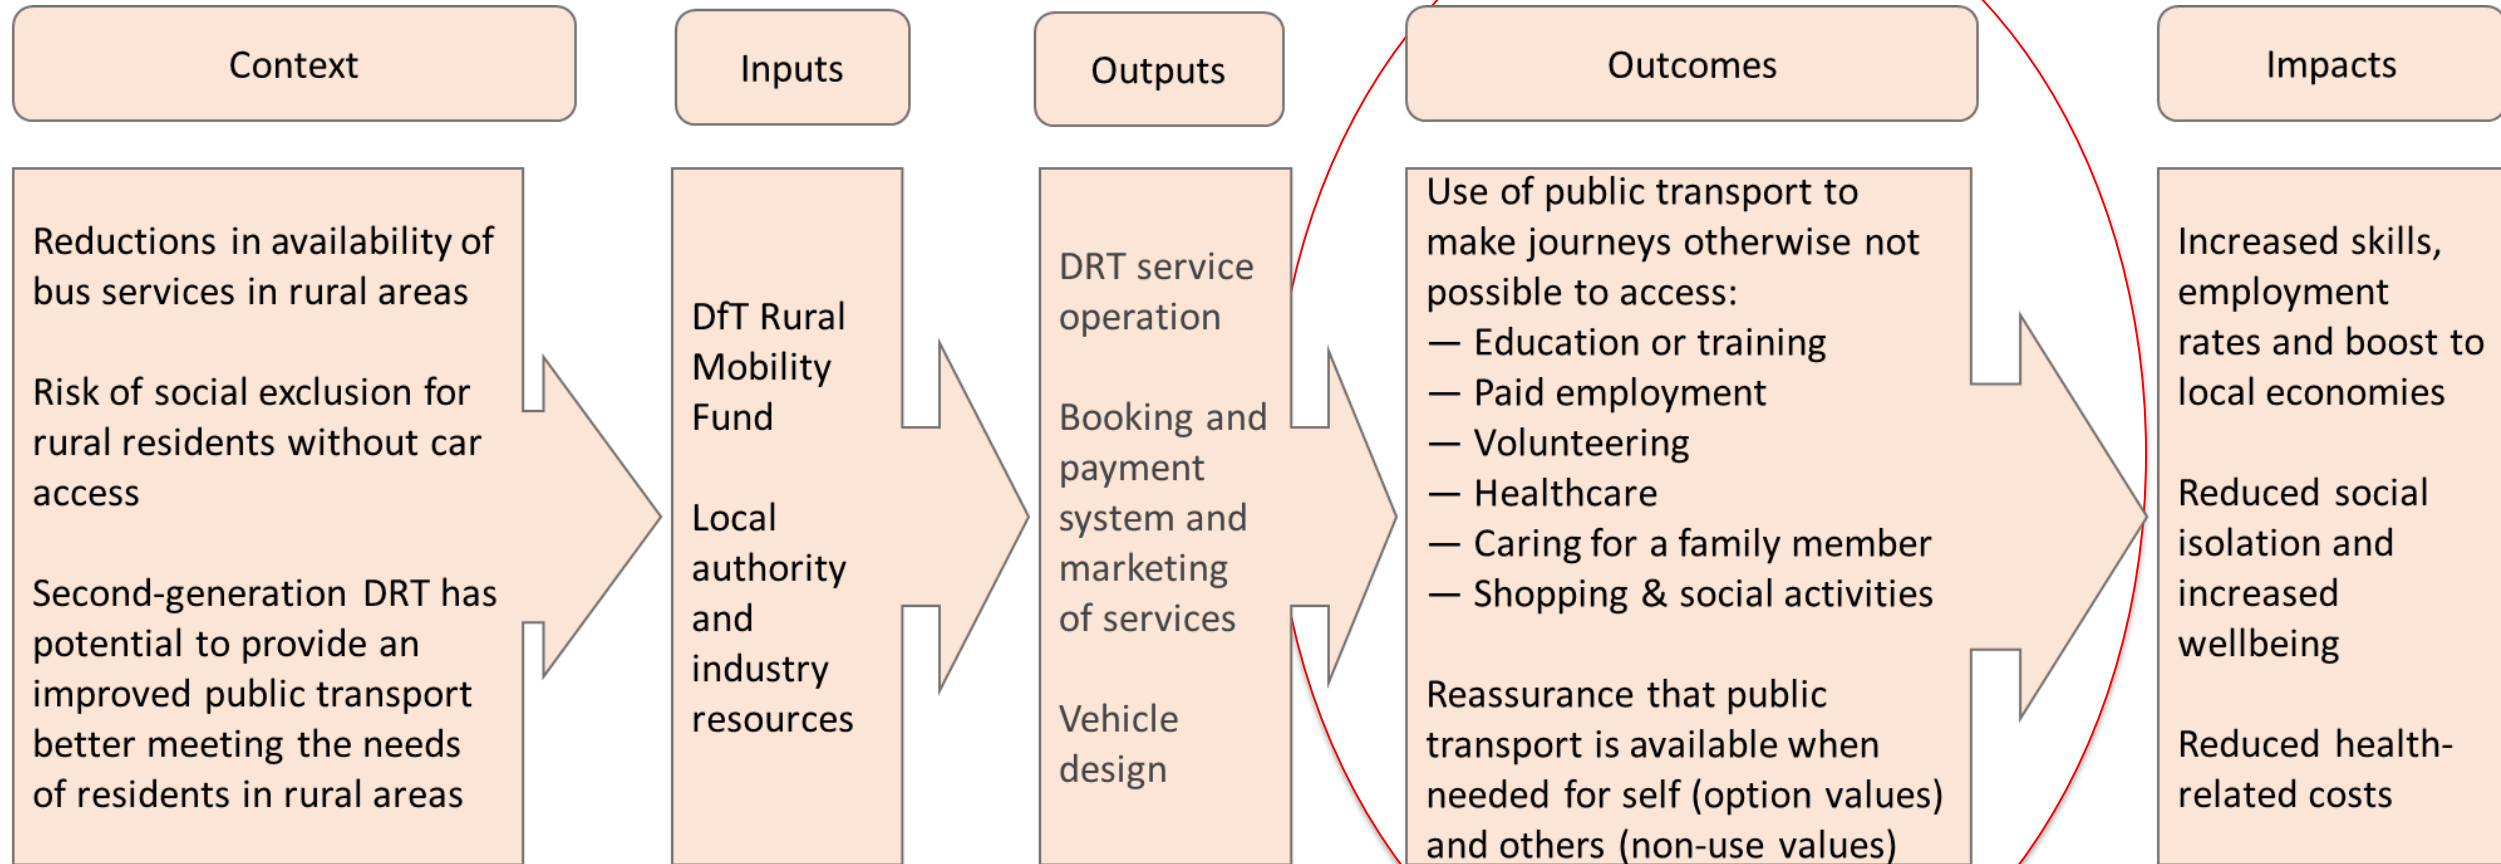 Context
Inputs
Outputs
Outcomes
Impacts
Reductions in availability of
bus services in rural areas
Risk of social exclusion for
rural residents without car
access
Second-generation DRT has
potential to provide an
improved public transport
better meeting the needs
of residents in rural areas
DfT Rural
Mobility
Fund
Local
authority
and
industry
resources
DRT service
operation
Booking and
payment
system and
marketing
of services
Vehicle
design
Use of public transport to
make journeys otherwise not
possible to access:
— Education or training
— Paid employment
— Volunteering
— Healthcare
— Caring for a family member
— Shopping & social activities
Reassurance that public
transport is available when
needed for self (option values)
and others (non-use values)
Increased skills,
employment
rates and boost to
local economies
Reduced social
isolation and
increased
wellbeing
Reduced health-
related costs